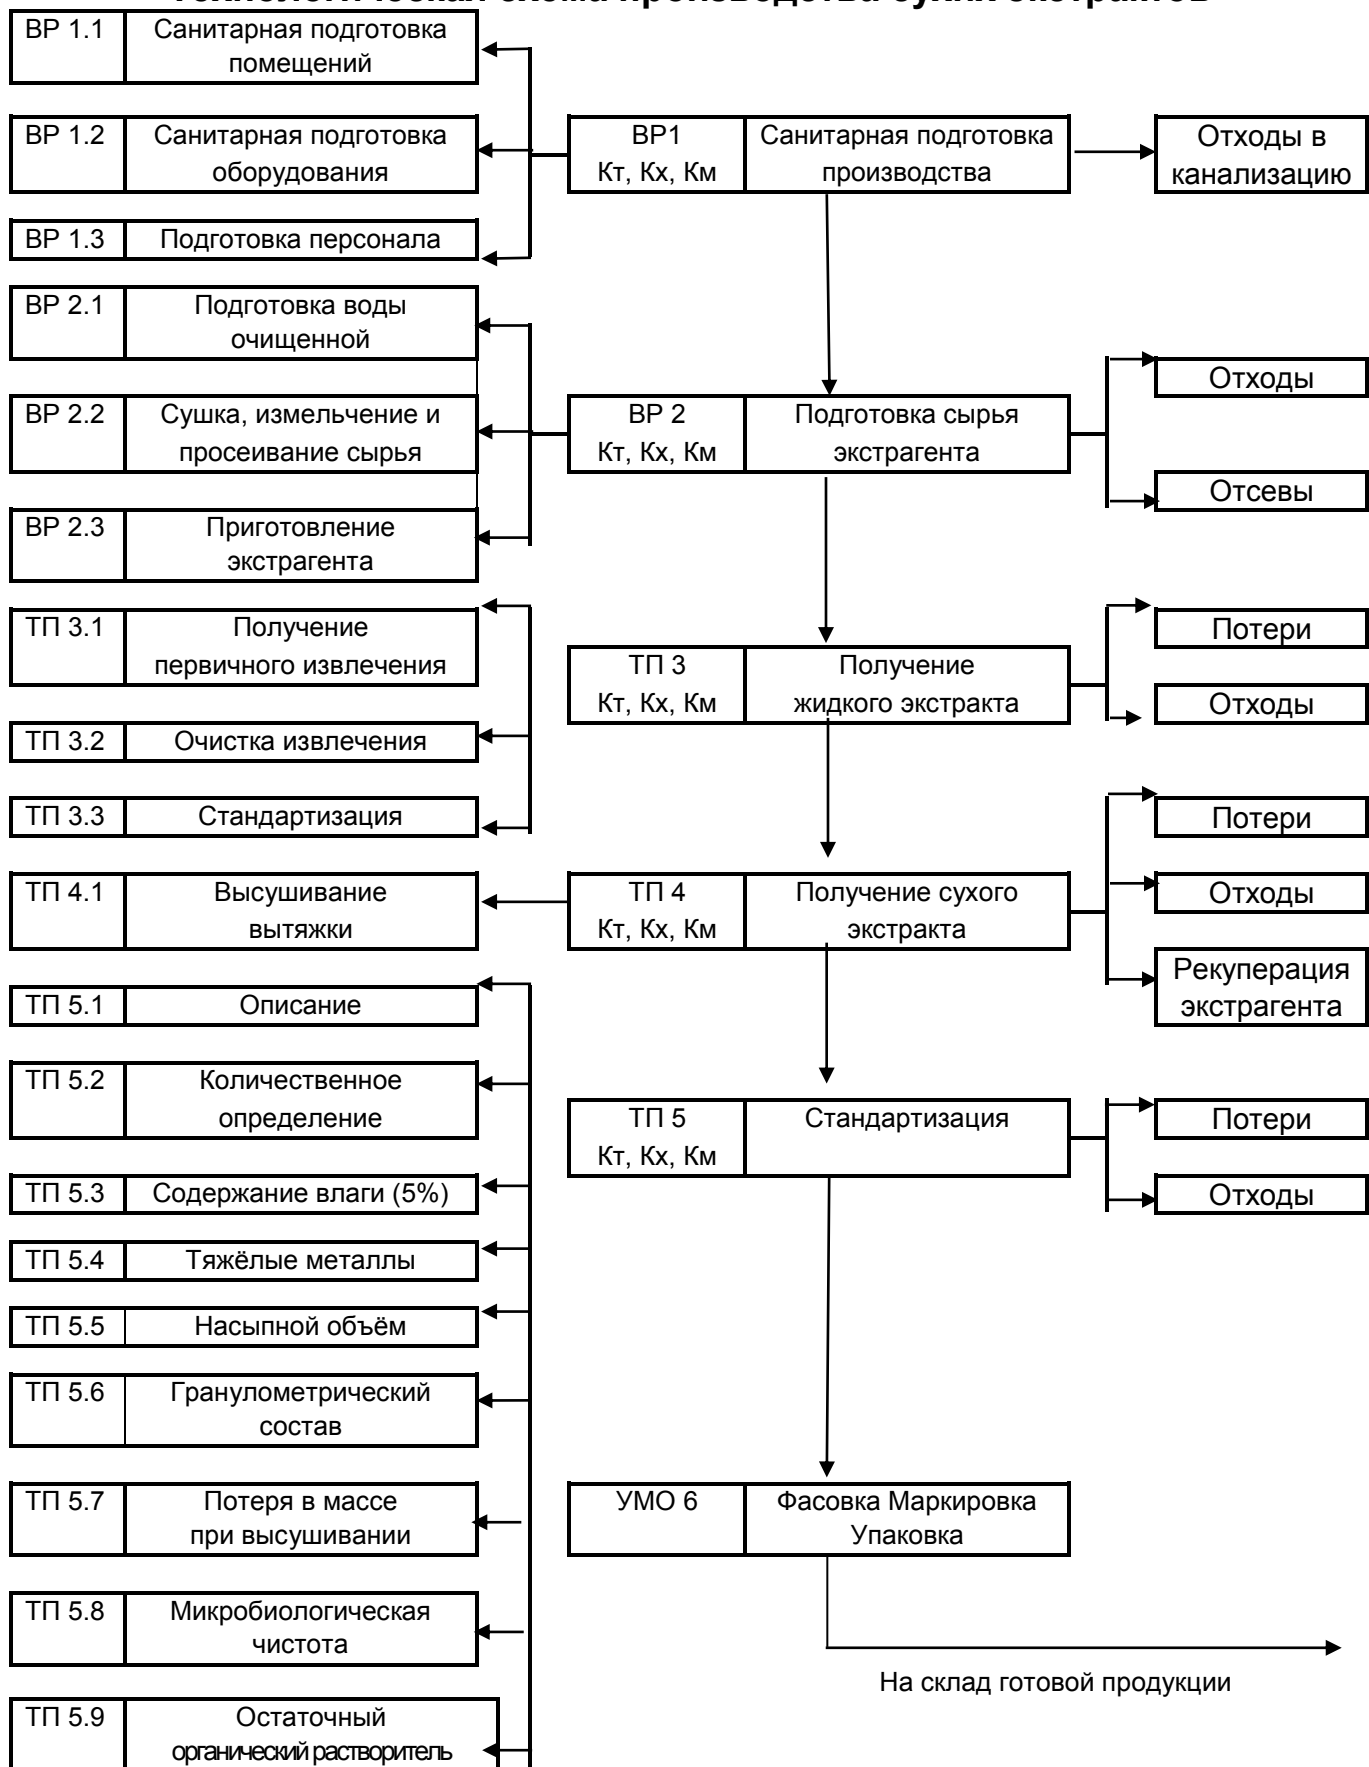 Технологическая схема производства сухих экстрактов
ВР 1.1 Санитарная подготовка
помещений
ВР 1.2 Санитарная подготовка
оборудования
ВР1 Санитарная подготовка
Кт, Кх, Км производства
Отходы в
канализацию
ВР 1.3 Подготовка персонала
ВР 2.1 Подготовка воды
очищенной
Отходы
ВР 2.2 Сушка, измельчение и
просеивание сырья
ВР 2 Подготовка сырья
Кт, Кх, Км экстрагента
Отсевы
ВР 2.3 Приготовление
экстрагента
ТП 3.1 Получение
первичного извлечения
Потери
ТП 3 Получение
Кт, Кх, Км жидкого экстракта
Отходы
ТП 3.2 Очистка извлечения
ТП 3.3 Стандартизация
Потери
ТП 4.1 Высушивание
вытяжки
ТП 4 Получение сухого
Кт, Кх, Км экстракта
Отходы
Рекуперация
экстрагента
ТП 5.1 Описание
ТП 5.2 Количественное
определение
ТП 5 Стандартизация
Кт, Кх, Км
Потери
ТП 5.3 Содержание влаги (5%)
Отходы
ТП 5.4 Тяжёлые металлы
ТП 5.5 Насыпной объём
ТП 5.6 Гранулометрический
состав
ТП 5.7 Потеря в массе
при высушивании
УМО 6 Фасовка Маркировка
Упаковка
ТП 5.8 Микробиологическая
чистота
На склад готовой продукции
ТП 5.9 Остаточный
органический растворитель